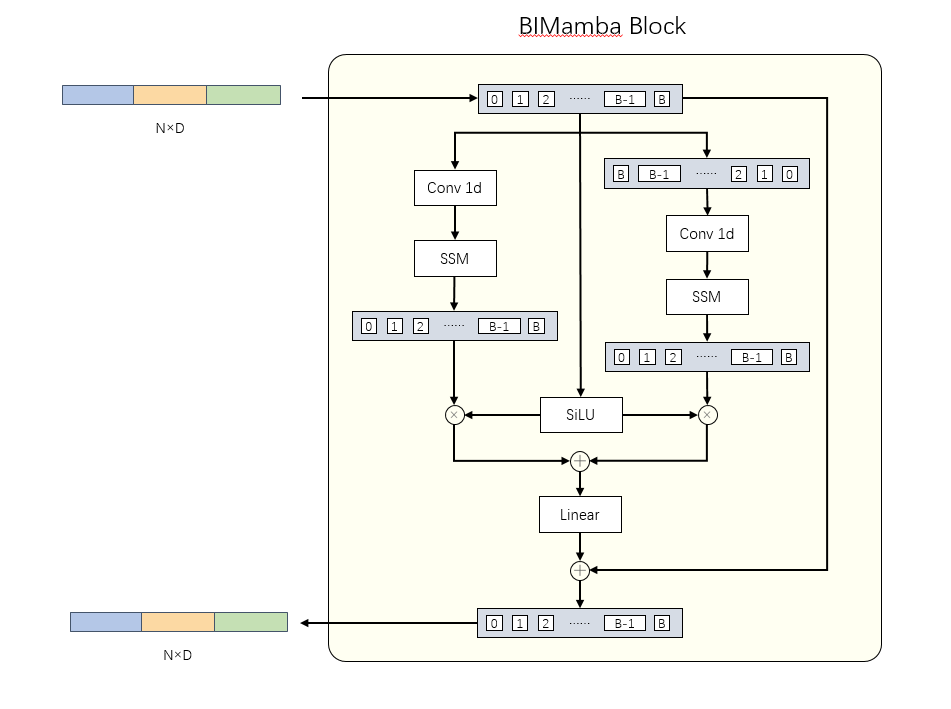 BIMamba Block
0 1 2 ...... B-1 B
N×D
B B-1 ...... 2 1 0
Conv 1d
Conv 1d
SSM
SSM
0 1 2 ...... B-1 B
0 1 2 ...... B-1 B
× SiLU ×
+
Linear
+
0 1 2 ...... B-1 B
N×D